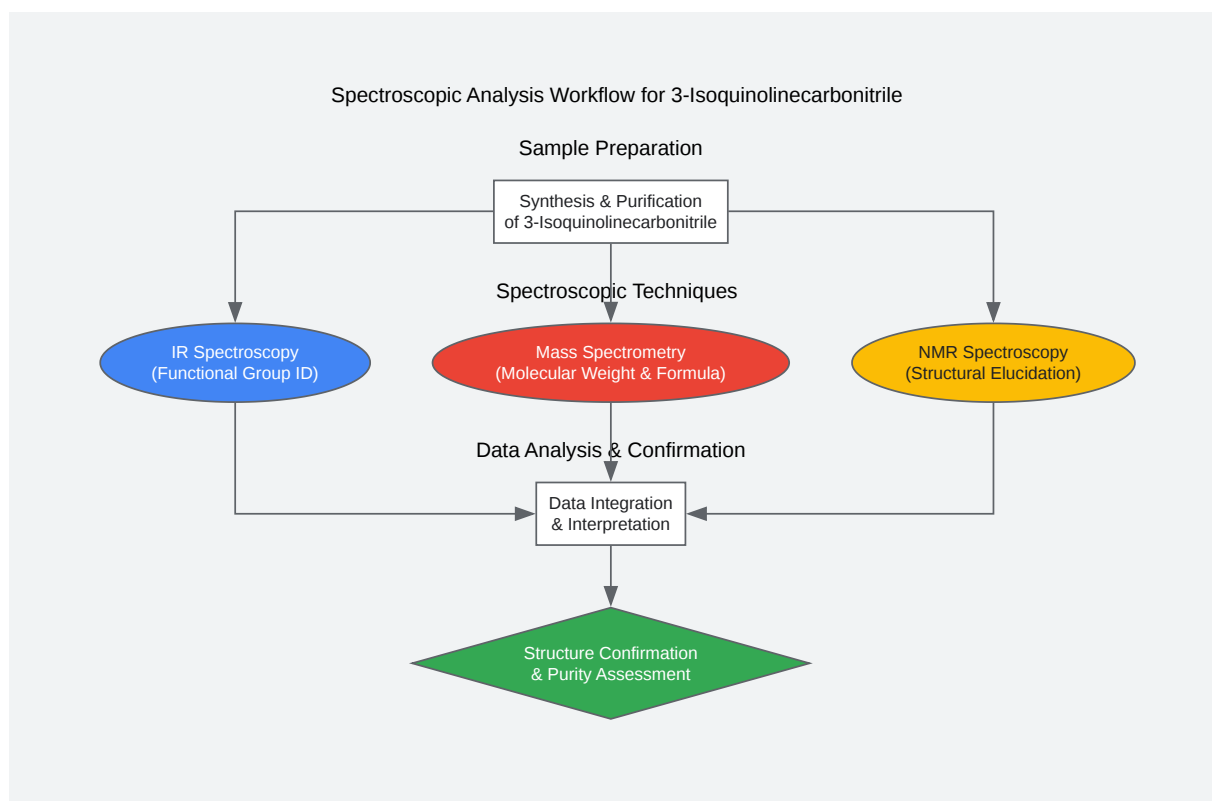 Spectroscopic Analysis Workflow for 3-Isoquinolinecarbonitrile
Sample Preparation
Synthesis & Purification
of 3-Isoquinolinecarbonitrile
Spectroscopic Techniques
IR Spectroscopy
(Functional Group ID)
Mass Spectrometry
(Molecular Weight & Formula)
NMR Spectroscopy
(Structural Elucidation)
Data Analysis & Confirmation
Data Integration
& Interpretation
Structure Confirmation
& Purity Assessment